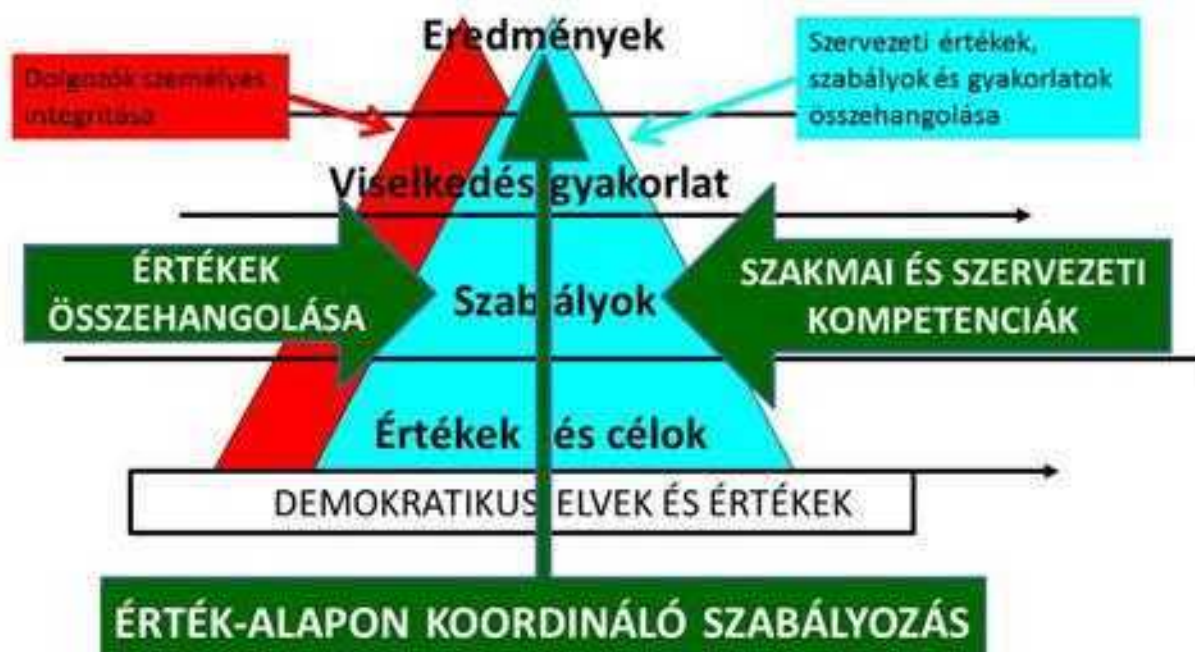 Eredmények
Dolgozók személyes
integritása
Szervezeti értékek,
szabályok és gyakorlatok
összehangolása
Viselkedés gyakorlat
ÉRTÉKEK
ÖSSZEHANGOLÁSA
Szabályok
SZAKMAI ÉS SZERVEZETI
KOMPETENCIÁK
Értékek és célok
DEMOKRATIKUS ELVEK ÉS ÉRTÉKEK
ÉRTÉK-ALAPON KOORDINÁLÓ SZABÁLYOZÁS